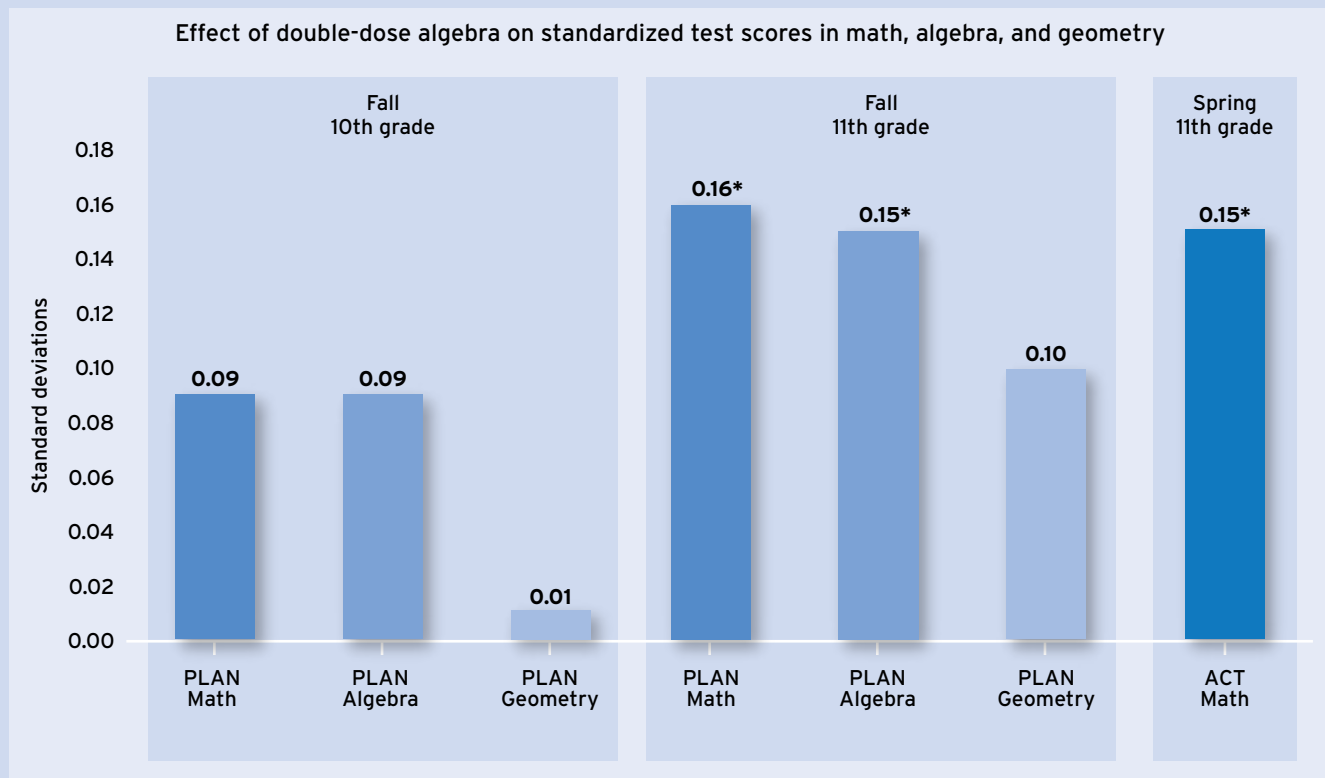 Effect of double-dose algebra on standardized test scores in math, algebra, and geometry
Fall
10th grade
Fall
11th grade
Spring
11th grade
Standard deviations
0.18
0.16
0.14
0.12
0.10
0.08
0.06
0.04
0.02
0.00
0.09
0.09
0.01
0.16*
0.15*
0.10
0.15*
PLAN
Math
PLAN
Algebra
PLAN
Geometry
PLAN
Math
PLAN
Algebra
PLAN
Geometry
ACT
Math